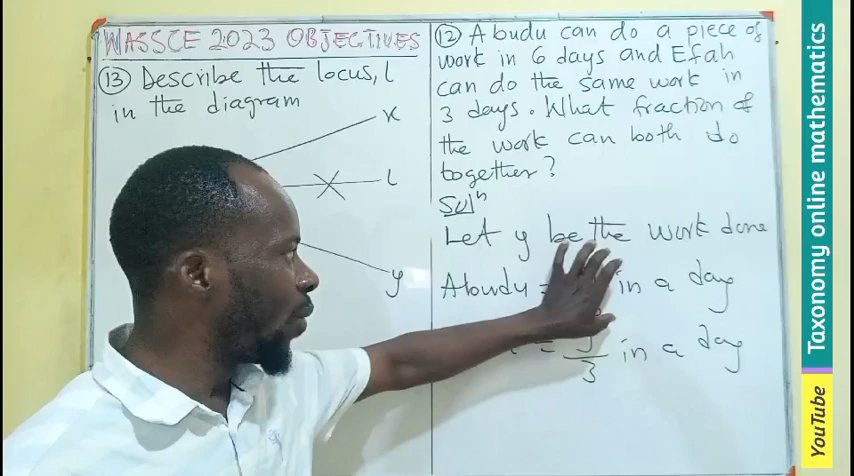 WASSCE 2023 OBJECTIVES
13 Describe the locus, l
in the diagram
x
l
y
12 Abudu can do a piece of
work in 6 days and Efah
can do the same work in
3 days. What fraction of
the work can both do
together?
Soln
Let y be the work done
Abudu = in a day
= y/3 in a day
Taxonomy online mathematics
YouTube